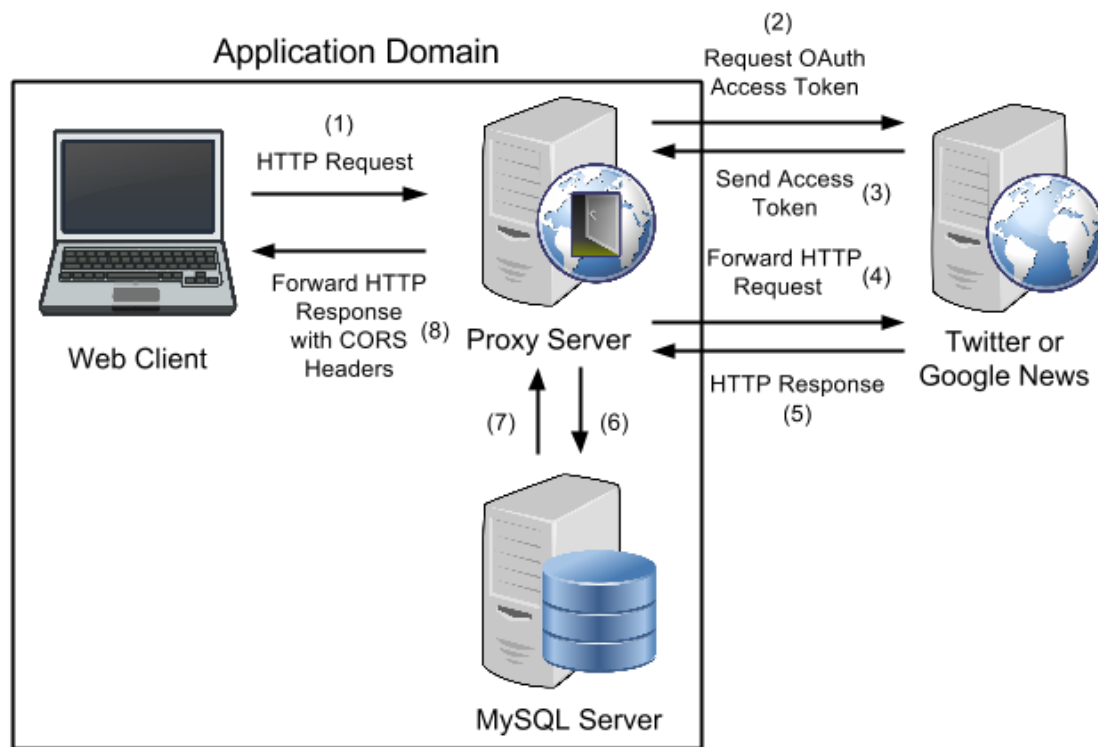 Application Domain
(1)
HTTP Request
Forward HTTP
Response
with CORS
Headers
(8)
Web Client
Proxy Server
(2)
Request OAuth
Access Token
Send Access
Token
(3)
Forward HTTP
Request
(4)
HTTP Response
(5)
Twitter or
Google News
(7)
(6)
MySQL Server